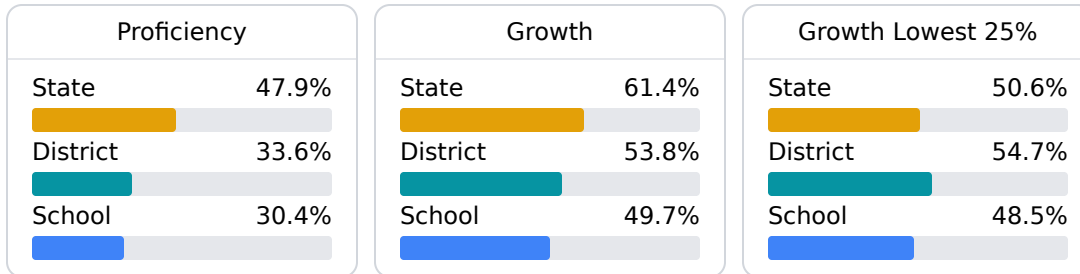 Proficiency
State 47.9%
District 33.6%
School 30.4%
Growth
State 61.4%
District 53.8%
School 49.7%
Growth Lowest 25%
State 50.6%
District 54.7%
School 48.5%